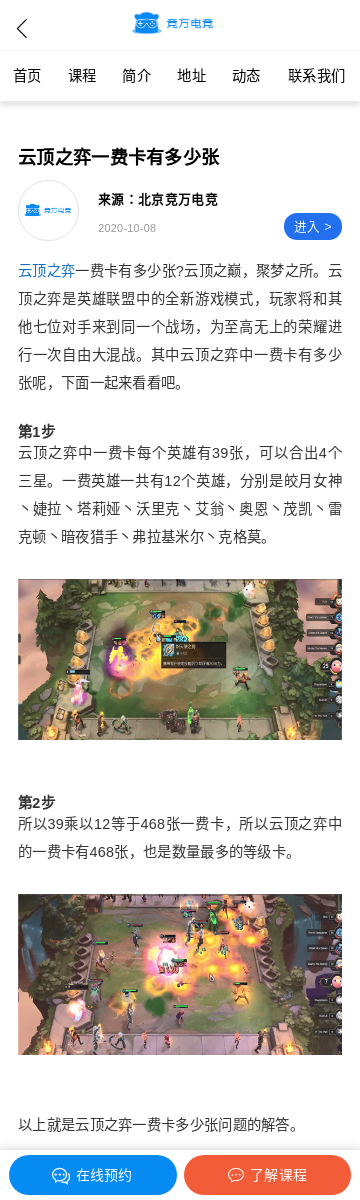 竞万电竞
首页 课程 简介 地址 动态 联系我们
云顶之弈一费卡有多少张
竞万电竞
来源：北京竞万电竞
2020-10-08
进入 >
云顶之弈一费卡有多少张?云顶之巅，聚梦之所。云
顶之弈是英雄联盟中的全新游戏模式，玩家将和其
他七位对手来到同一个战场，为至高无上的荣耀进
行一次自由大混战。其中云顶之弈中一费卡有多少
张呢，下面一起来看看吧。
第1步
云顶之弈中一费卡每个英雄有39张，可以合出4个
三星。一费英雄一共有12个英雄，分别是皎月女神
丶婕拉丶塔莉娅丶沃里克丶艾翁丶奥恩丶茂凯丶雷
克顿丶暗夜猎手丶弗拉基米尔丶克格莫。
第2步
所以39乘以12等于468张一费卡，所以云顶之弈中
的一费卡有468张，也是数量最多的等级卡。
以上就是云顶之弈一费卡多少张问题的解答。
在线预约
了解课程